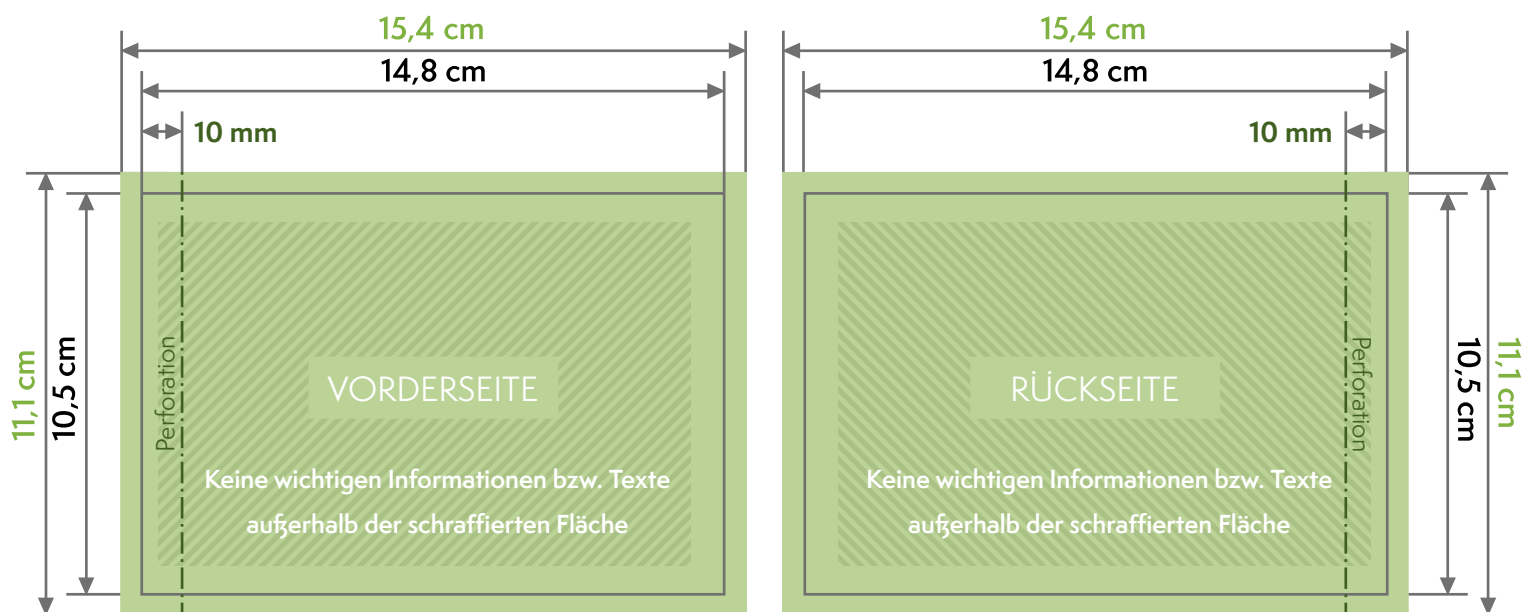 15,4 cm
14,8 cm
10 mm
11,1 cm
10,5 cm
Perforation
VORDERSEITE
Keine wichtigen Informationen bzw. Texte
außerhalb der schraffierten Fläche
15,4 cm
14,8 cm
10 mm
RÜCKSEITE
Keine wichtigen Informationen bzw. Texte
außerhalb der schraffierten Fläche
Perforation
10,5 cm
11,1 cm